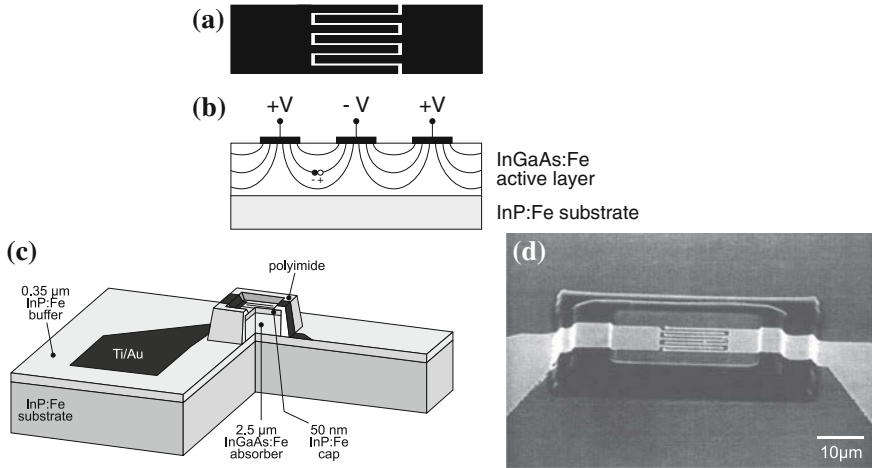 (a)
(b)
+V
- V
+V
- +
InGaAs:Fe
active layer
InP:Fe substrate
(c)
polyimide
0.35 µm
InP:Fe
buffer
Ti/Au
InP:Fe
substrate
2.5 µm
InGaAs:Fe
absorber
50 nm
InP:Fe
cap
(d)
10µm